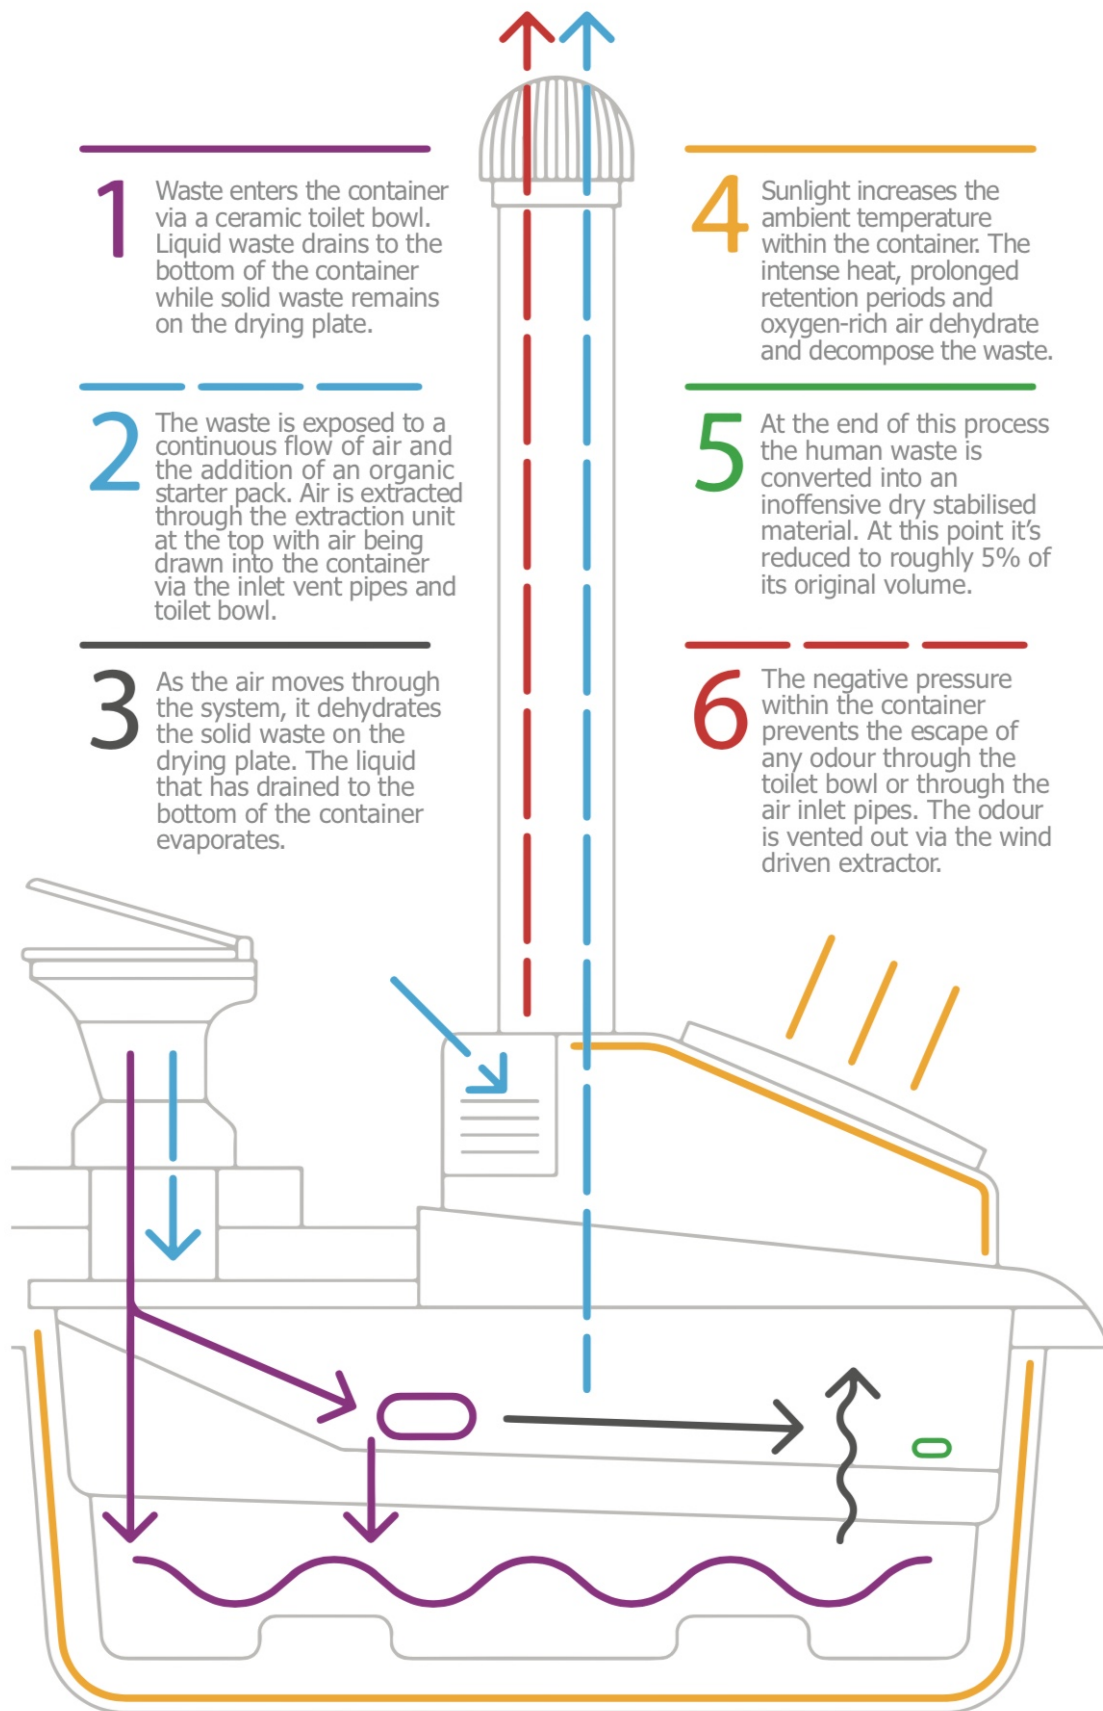 1
Waste enters the container
via a ceramic toilet bowl.
Liquid waste drains to the
bottom of the container
while solid waste remains
on the drying plate.
2
The waste is exposed to a
continuous flow of air and
the addition of an organic
starter pack. Air is extracted
through the extraction unit
at the top with air being
drawn into the container
via the inlet vent pipes and
toilet bowl.
3
As the air moves through
the system, it dehydrates
the solid waste on the
drying plate. The liquid
that has drained to the
bottom of the container
evaporates.
4
Sunlight increases the
ambient temperature
within the container. The
intense heat, prolonged
retention periods and
oxygen-rich air dehydrate
and decompose the waste.
5
At the end of this process
the human waste is
converted into an
inoffensive dry stabilised
material. At this point it’s
reduced to roughly 5% of
its original volume.
6
The negative pressure
within the container
prevents the escape of
any odour through the
toilet bowl or through the
air inlet pipes. The odour
is vented out via the wind
driven extractor.